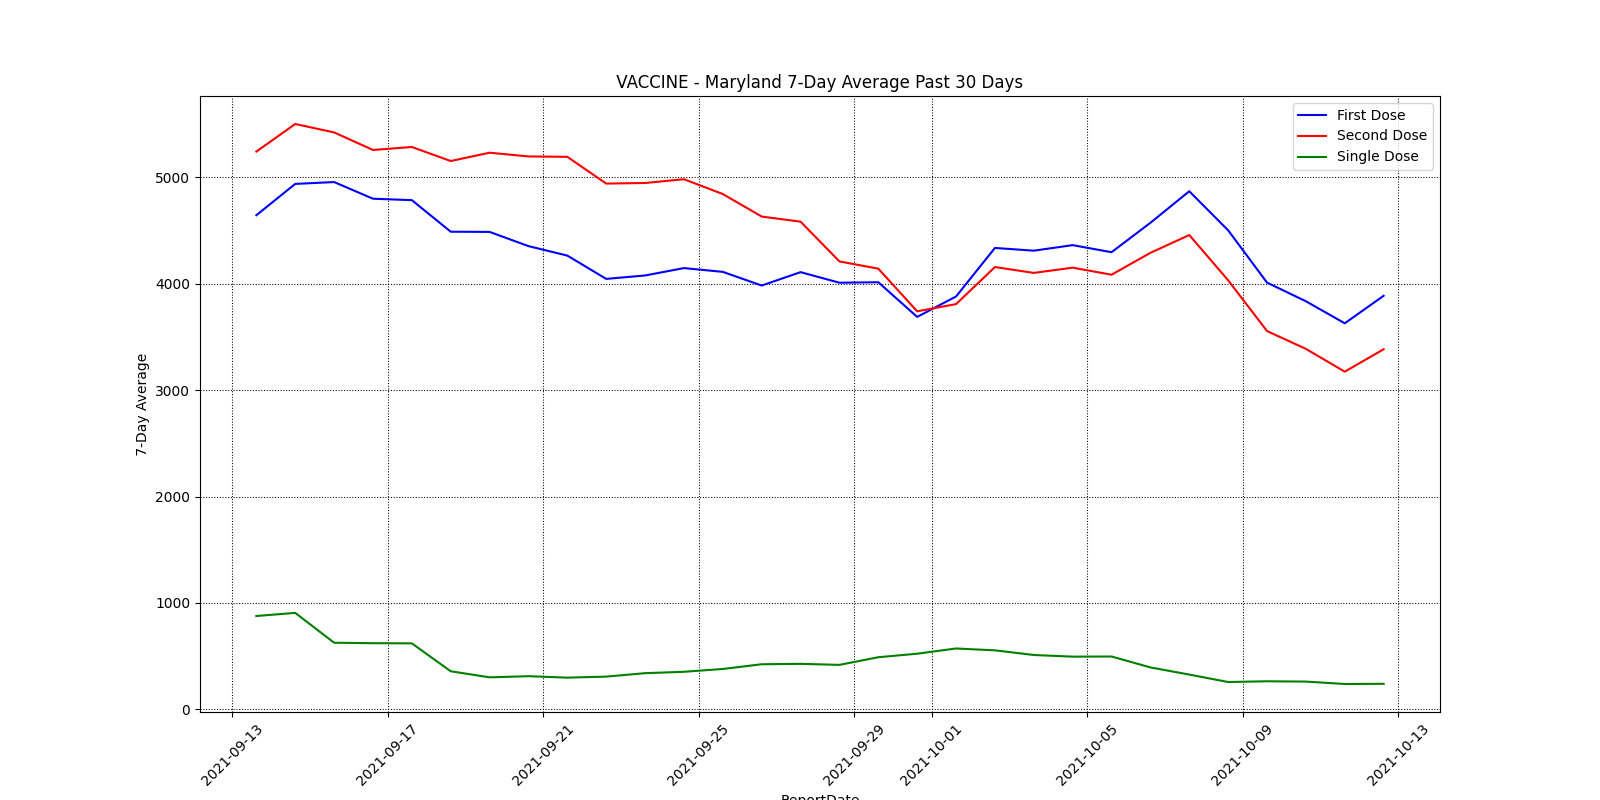 VACCINE - Maryland 7-Day Average Past 30 Days
First Dose
Second Dose
Single Dose
7-Day Average
5000
4000
3000
2000
1000
0
2021-09-13
2021-09-17
2021-09-21
2021-09-25
2021-09-29
2021-10-01
2021-10-05
2021-10-09
2021-10-13
ReportDate